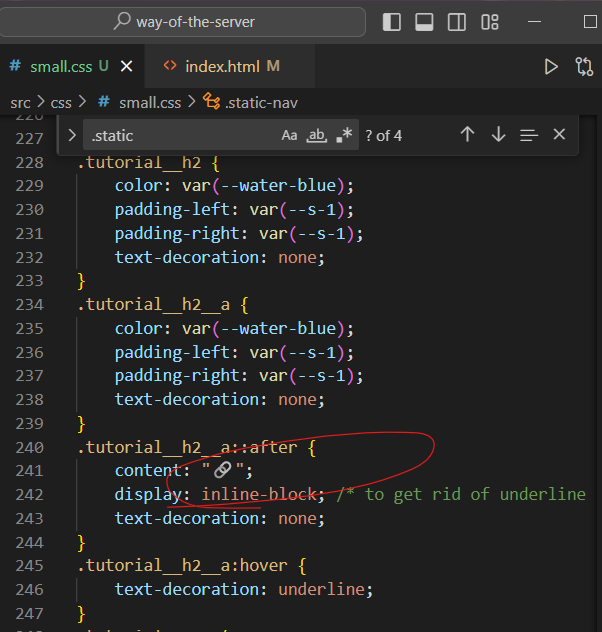 way-of-the-server
# small.css U × <> index.html M
src > css > # small.css > .static-nav
> .static Aa ab .* ? of 4
227
228 .tutorial__h2 {
229 color: var(--water-blue);
230 padding-left: var(--s-1);
231 padding-right: var(--s-1);
232 text-decoration: none;
233 }
234 .tutorial__h2__a {
235 color: var(--water-blue);
236 padding-left: var(--s-1);
237 padding-right: var(--s-1);
238 text-decoration: none;
239 }
240 .tutorial__h2__a::after {
241 content: "🔗";
242 display: inline-block; /* to get rid of underline
243 text-decoration: none;
244 }
245 .tutorial__h2__a:hover {
246 text-decoration: underline;
247 }